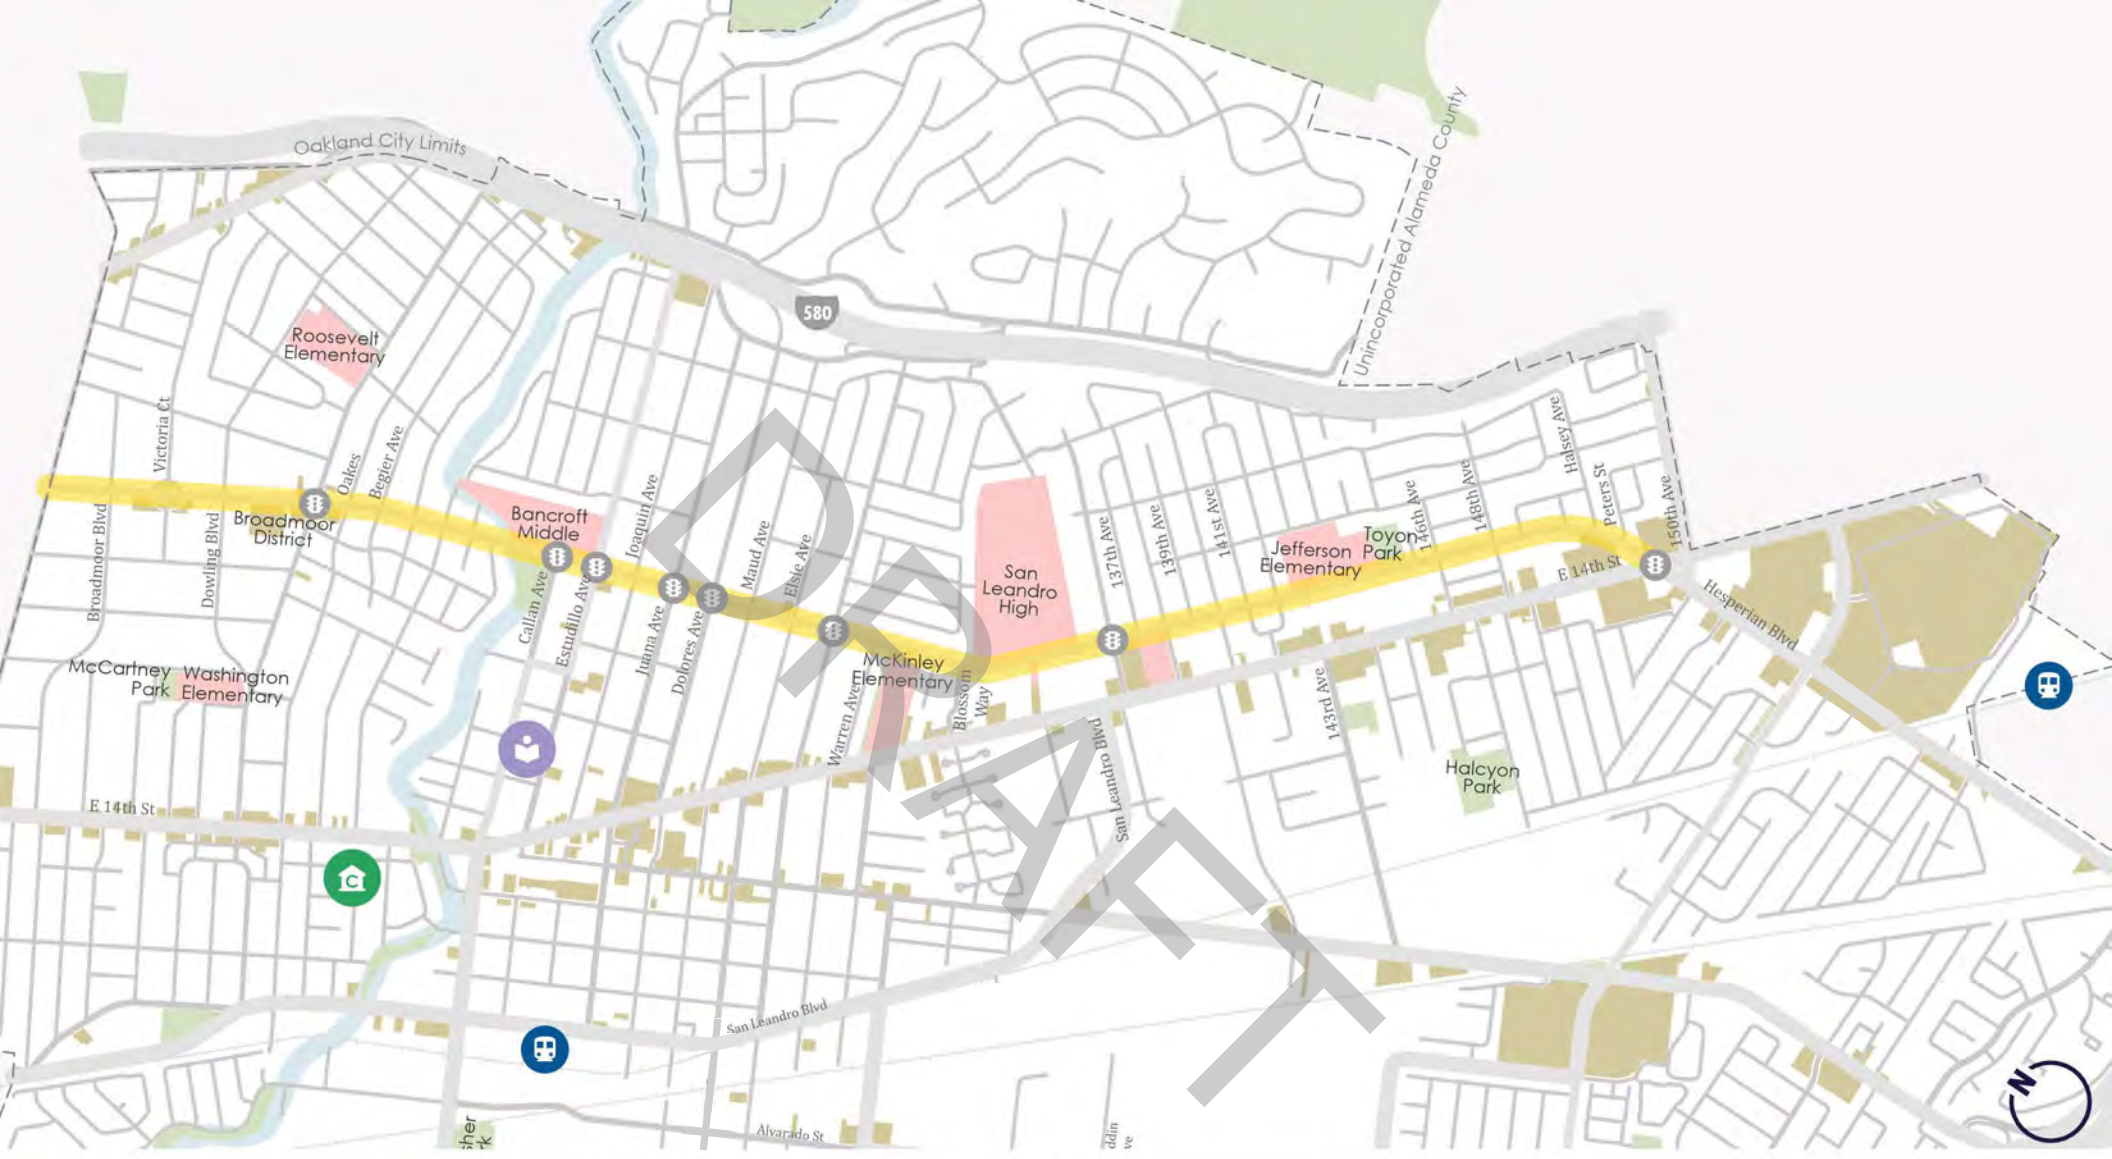 Oakland City Limits
Unincorporated Alameda County
580
Roosevelt
Elementary
Victoria Ct
Oakes
Begier Ave
Broadmoor
District
Broadmoor Blvd
Dowling Blvd
Bancroft
Middle
Joaquin Ave
Callan Ave
Estudillo Ave
Juana Ave
Dolores Ave
Maud Ave
Elsie Ave
McCartney
Park
Washington
Elementary
McKinley
Elementary
Warren Ave
Blossom
Way
San
Leandro
High
137th Ave
139th Ave
141st Ave
Jefferson
Elementary
Toyon
Park
146th Ave
148th Ave
Halsey Ave
Peters St
150th Ave
E 14th St
Hesperian Blvd
143rd Ave
San Leandro Blvd
Halcyon
Park
E 14th St
C
San Leandro Blvd
Alvarado St
sher
rk
ddin
ve
N
DRAFT